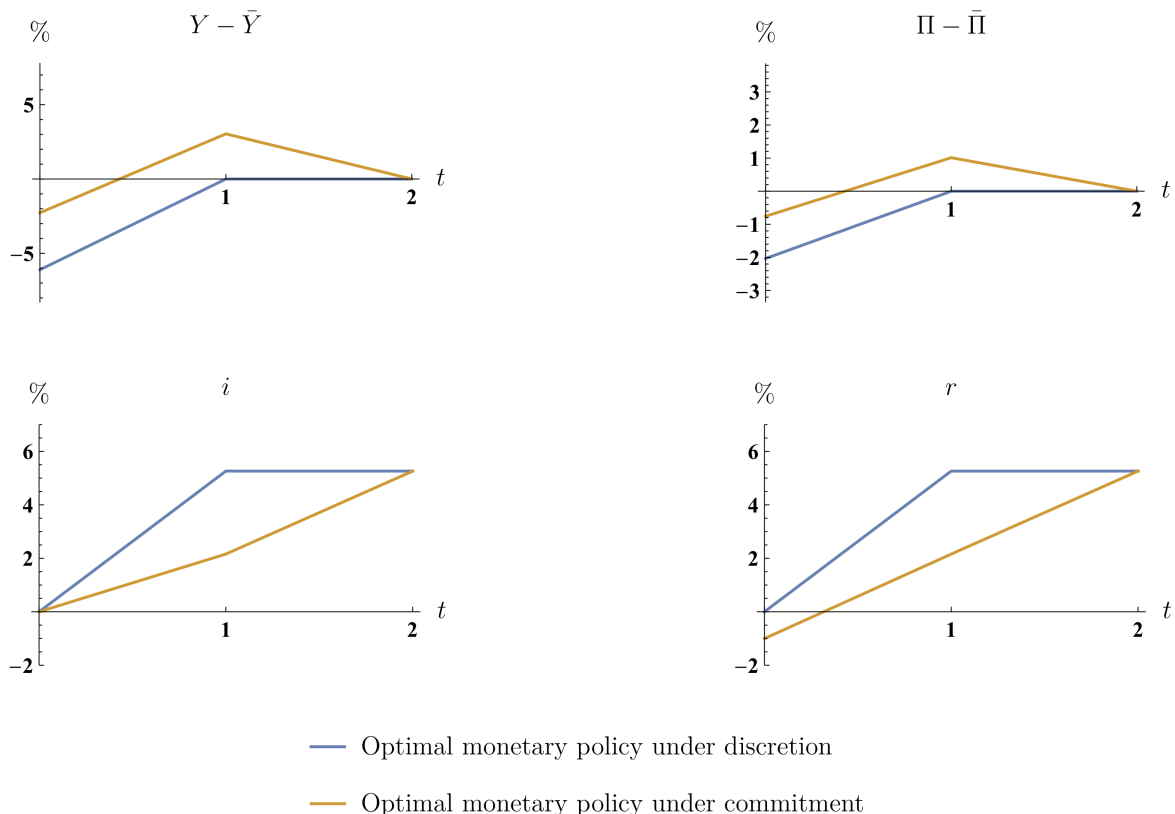 % Y − Ȳ
5
−5
1 2 t
% Π − Π̄
3
2
1
−1
−2
−3
1 2 t
% i
6
4
2
−2
1 2 t
% r
6
4
2
−2
1 2 t
Optimal monetary policy under discretion
Optimal monetary policy under commitment